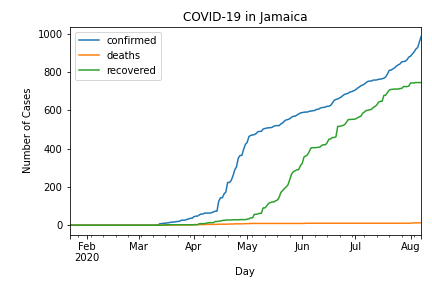 COVID-19 in Jamaica
confirmed
deaths
recovered
Number of Cases
1000
800
600
400
200
0
Feb
2020
Mar
Apr
May
Jun
Jul
Aug
Day